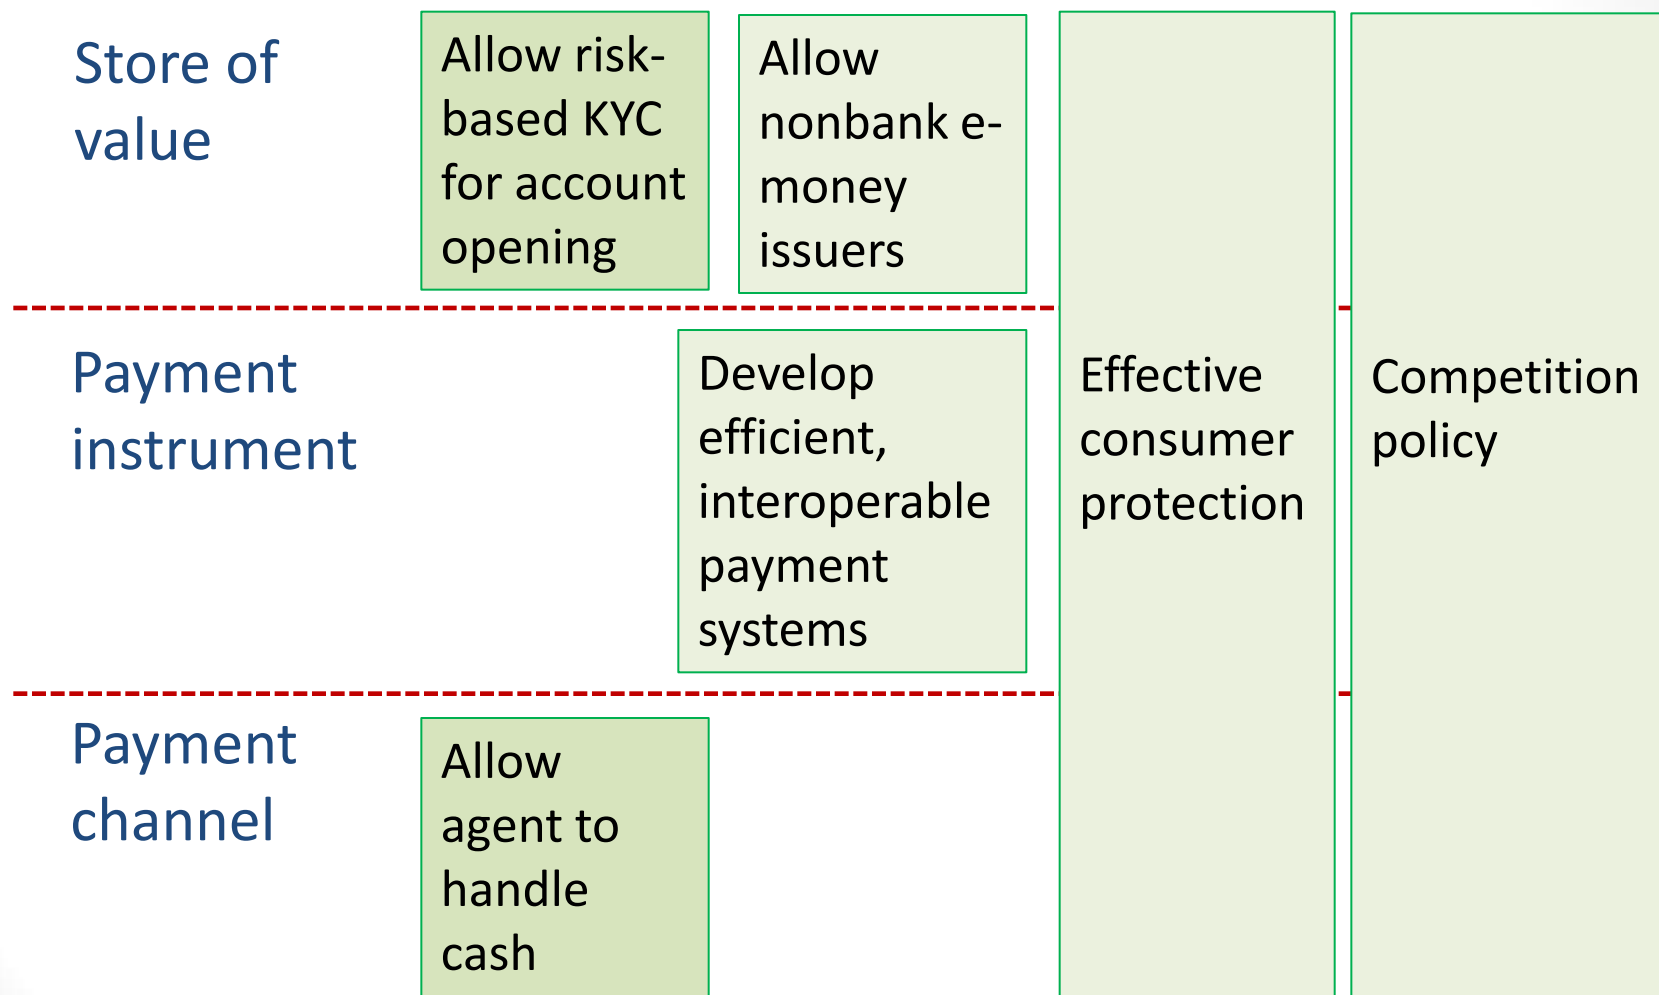 Store of
value
Allow risk-
based KYC
for account
opening
Allow
nonbank e-
money
issuers
Payment
instrument
Develop
efficient,
interoperable
payment
systems
Effective
consumer
protection
Competition
policy
Payment
channel
Allow
agent to
handle
cash